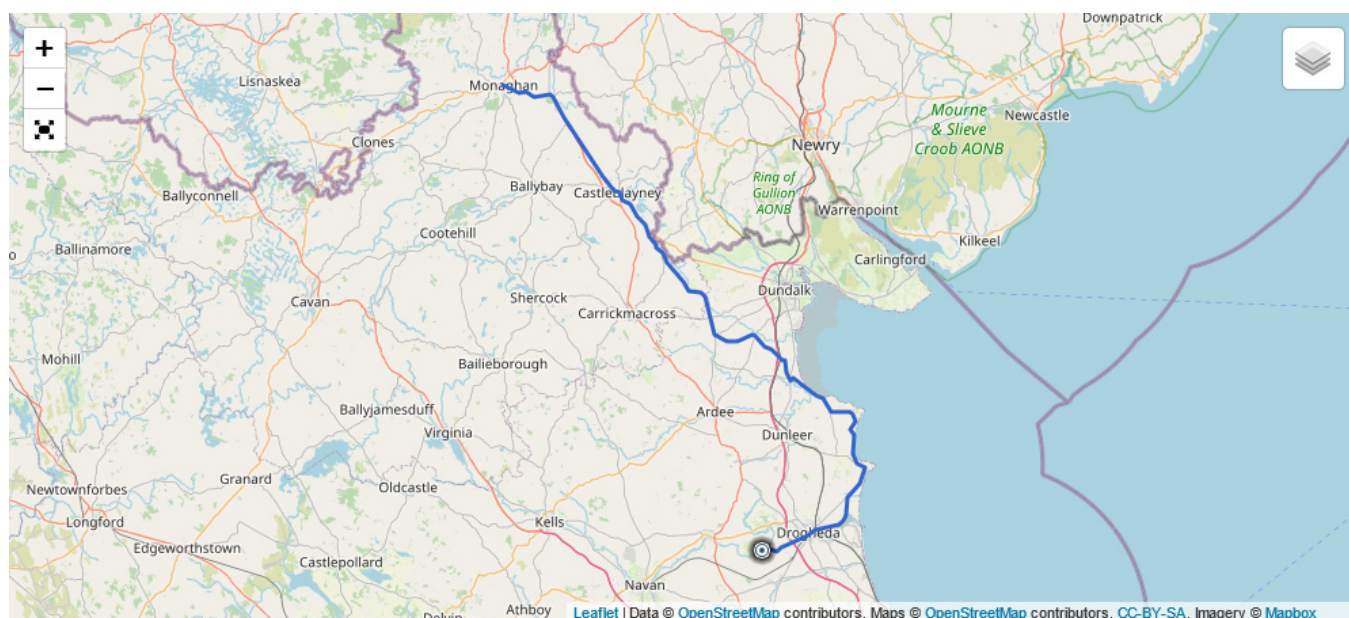 Downpatrick
+
Lisnaskea
Monaghan
−
Mourne
& Slieve
Croob AONB
Newcastle
Clones
Newry
Ballyconnell
Ballybay
Castleblayney
Ring of
Gullion
AONB
Warrenpoint
Cootehill
Kilkeel
Ballinamore
o
Carlingford
Cavan
Shercock
Dundalk
Carrickmacross
Mohill
Bailieborough
Ballyjamesduff
Ardee
Virginia
Dunleer
Granard
Oldcastle
Newtownforbes
Longford
Kells
Drogheda
Edgeworthstown
Castlepollard
Navan
Athboy
Delvin
Leaflet | Data © OpenStreetMap contributors, Maps © OpenStreetMap contributors, CC-BY-SA, Imagery © Mapbox